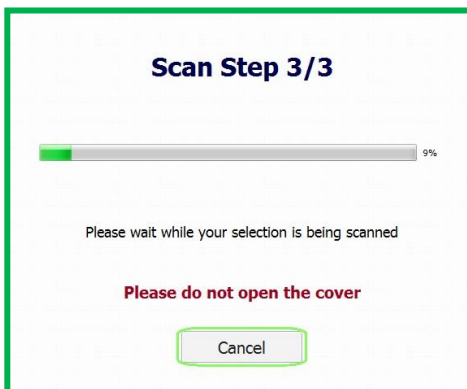 Scan Step 3/3
9%
Please wait while your selection is being scanned
Please do not open the cover
Cancel